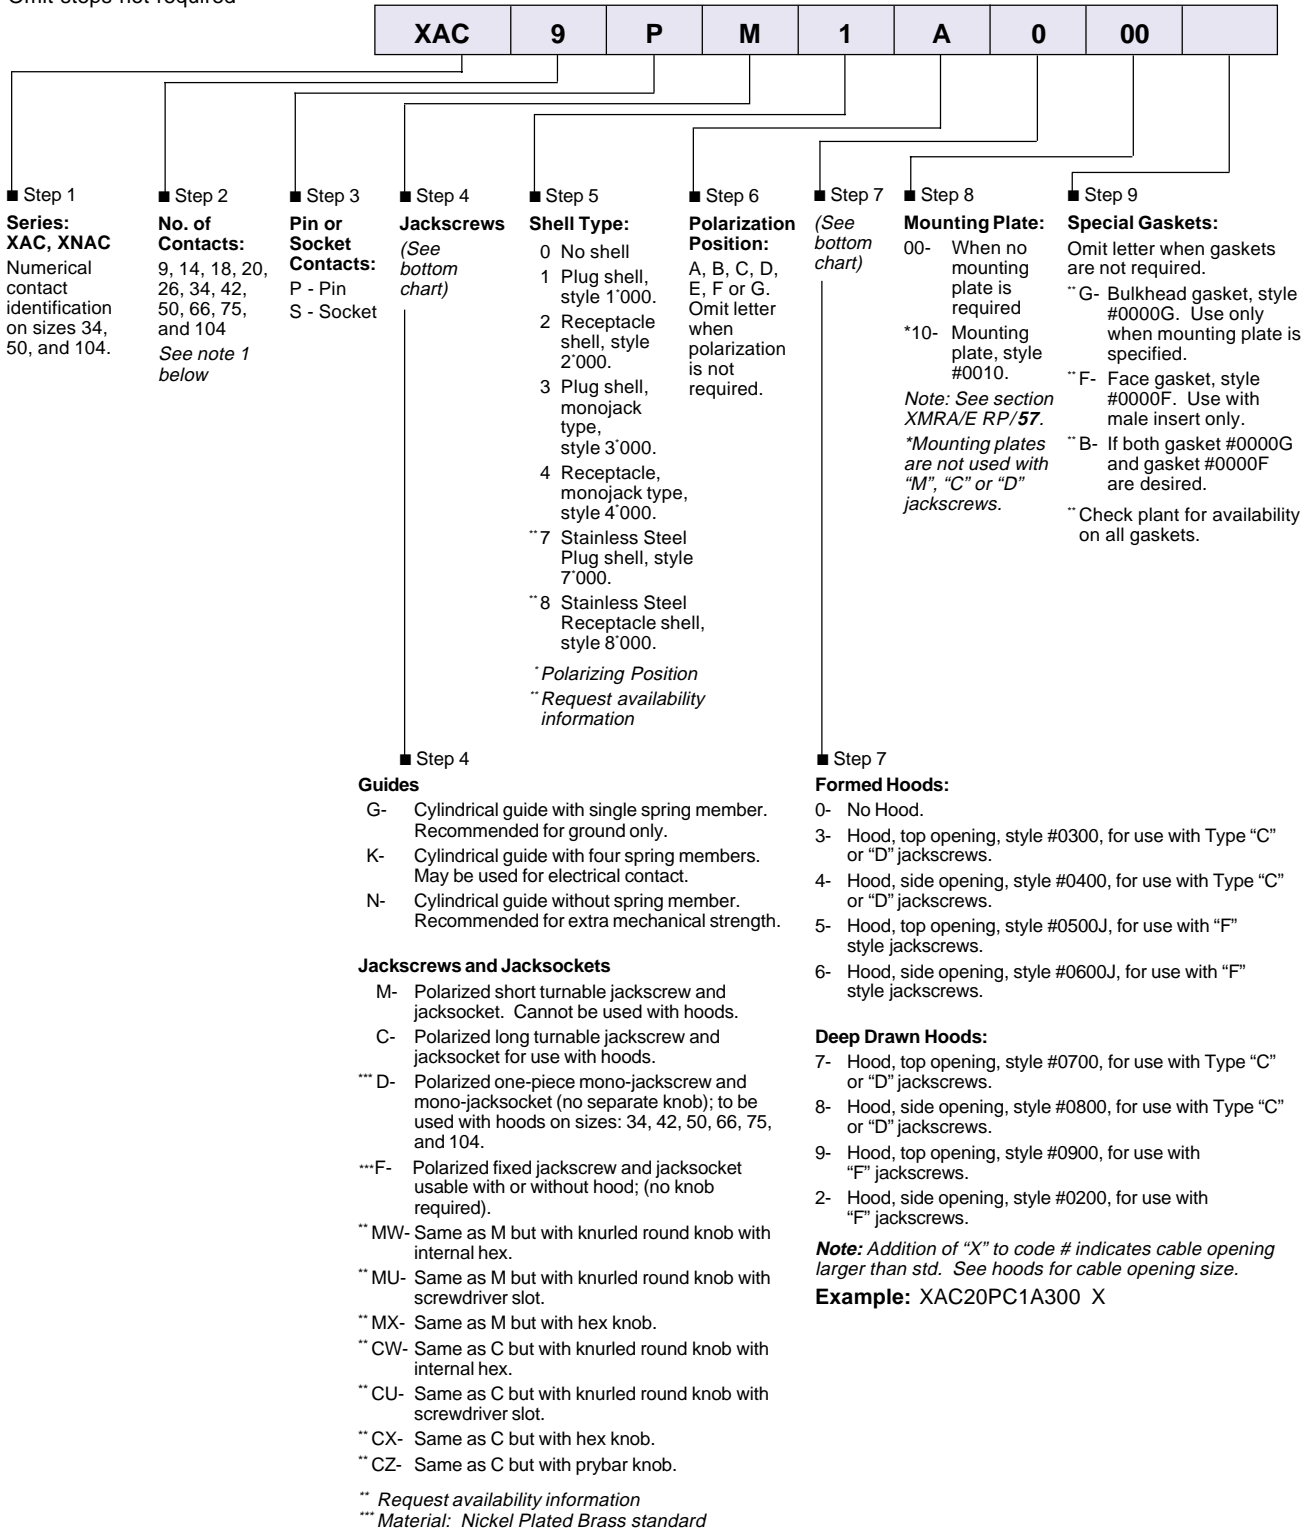 Omit steps not required
XAC 9 P M 1 A 0 00
■ Step 1
Series:
XAC, XNAC
Numerical
contact
identification
on sizes 34,
50, and 104.
■ Step 2
No. of
Contacts:
9, 14, 18, 20,
26, 34, 42,
50, 66, 75,
and 104
See note 1
below
■ Step 3
Pin or
Socket
Contacts:
P - Pin
S - Socket
■ Step 4
Jackscrews
(See
bottom
chart)
■ Step 5
Shell Type:
0 No shell
1 Plug shell,
style 1*000.
2 Receptacle
shell, style
2*000.
3 Plug shell,
monojack
type,
style 3*000.
4 Receptacle,
monojack type,
style 4*000.
**7 Stainless Steel
Plug shell, style
7*000.
**8 Stainless Steel
Receptacle shell,
style 8*000.
* Polarizing Position
** Request availability
information
■ Step 6
Polarization
Position:
A, B, C, D,
E, F or G.
Omit letter
when
polarization
is not
required.
■ Step 7
(See
bottom
chart)
■ Step 8
Mounting Plate:
00- When no
mounting
plate is
required
*10- Mounting
plate, style
#0010.
Note: See section
XMRA/E RP/57.
*Mounting plates
are not used with
“M”, “C” or “D”
jackscrews.
■ Step 9
Special Gaskets:
Omit letter when gaskets
are not required.
**G- Bulkhead gasket, style
#0000G. Use only
when mounting plate is
specified.
**F- Face gasket, style
#0000F. Use with
male insert only.
**B- If both gasket #0000G
and gasket #0000F
are desired.
**Check plant for availability
on all gaskets.
■ Step 4
Guides
G- Cylindrical guide with single spring member.
Recommended for ground only.
K- Cylindrical guide with four spring members.
May be used for electrical contact.
N- Cylindrical guide without spring member.
Recommended for extra mechanical strength.
Jackscrews and Jacksockets
M- Polarized short turnable jackscrew and
jacksocket. Cannot be used with hoods.
C- Polarized long turnable jackscrew and
jacksocket for use with hoods.
*** D- Polarized one-piece mono-jackscrew and
mono-jacksocket (no separate knob); to be
used with hoods on sizes: 34, 42, 50, 66, 75,
and 104.
***F- Polarized fixed jackscrew and jacksocket
usable with or without hood; (no knob
required).
** MW- Same as M but with knurled round knob with
internal hex.
** MU- Same as M but with knurled round knob with
screwdriver slot.
** MX- Same as M but with hex knob.
** CW- Same as C but with knurled round knob with
internal hex.
** CU- Same as C but with knurled round knob with
screwdriver slot.
** CX- Same as C but with hex knob.
** CZ- Same as C but with prybar knob.
** Request availability information
*** Material: Nickel Plated Brass standard
■ Step 7
Formed Hoods:
0- No Hood.
3- Hood, top opening, style #0300, for use with Type “C”
or “D” jackscrews.
4- Hood, side opening, style #0400, for use with Type “C”
or “D” jackscrews.
5- Hood, top opening, style #0500J, for use with “F”
style jackscrews.
6- Hood, side opening, style #0600J, for use with “F”
style jackscrews.
Deep Drawn Hoods:
7- Hood, top opening, style #0700, for use with Type “C”
or “D” jackscrews.
8- Hood, side opening, style #0800, for use with Type “C”
or “D” jackscrews.
9- Hood, top opening, style #0900, for use with
“F” jackscrews.
2- Hood, side opening, style #0200, for use with
“F” jackscrews.
Note: Addition of “X” to code # indicates cable opening
larger than std. See hoods for cable opening size.
Example: XAC20PC1A300 X